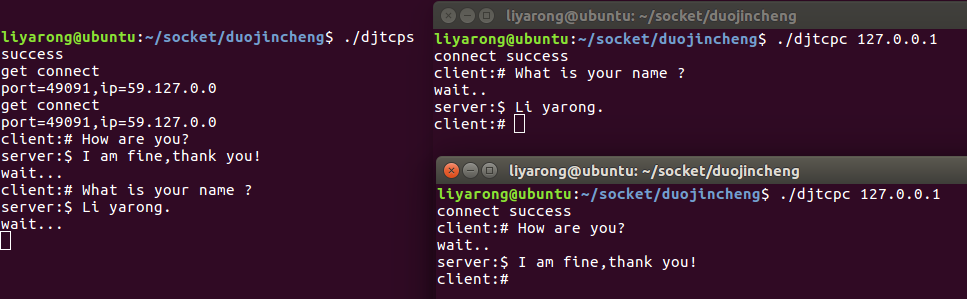 liyarong@ubuntu:~/socket/duojincheng$ ./djtcps
success
get connect
port=49091,ip=59.127.0.0
get connect
port=49091,ip=59.127.0.0
client:# How are you?
server:$ I am fine,thank you!
wait...
client:# What is your name ?
server:$ Li yarong.
wait...
liyarong@ubuntu: ~/socket/duojincheng
liyarong@ubuntu:~/socket/duojincheng$ ./djtcpc 127.0.0.1
connect success
client:# What is your name ?
wait..
server:$ Li yarong.
client:#
liyarong@ubuntu: ~/socket/duojincheng
liyarong@ubuntu:~/socket/duojincheng$ ./djtcpc 127.0.0.1
connect success
client:# How are you?
wait..
server:$ I am fine,thank you!
client:#